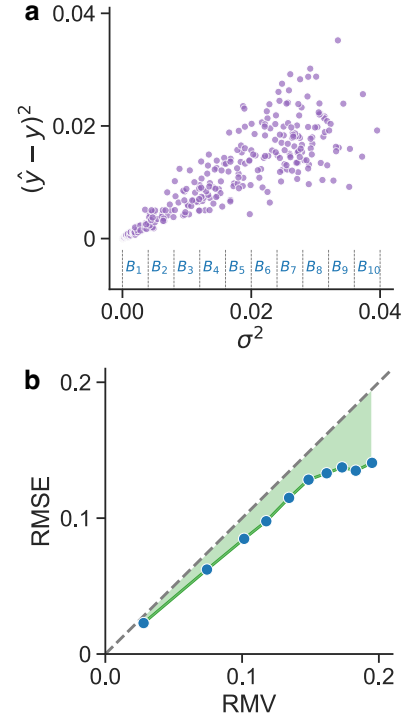 a
0.04
0.02
0
(ŷ − y)²
B₁ B₂ B₃ B₄ B₅ B₆ B₇ B₈ B₉ B₁₀
0.00 0.02 0.04
σ²
b
0.2
0.1
0
RMSE
0.0 0.1 0.2
RMV